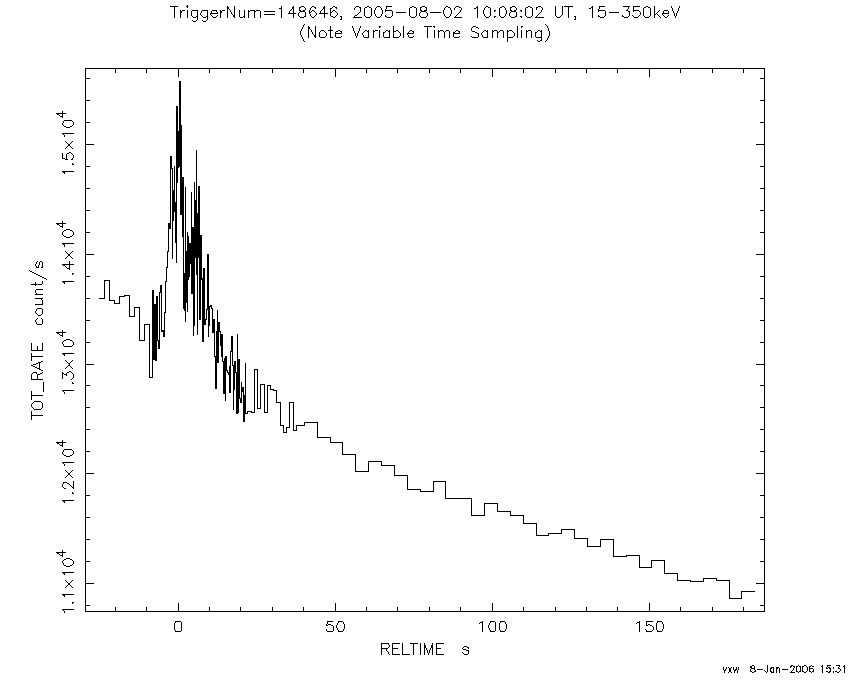 TriggerNum=148646, 2005-08-02 10:08:02 UT, 15-350keV
(Note Variable Time Sampling)
TOT_RATE count/s
1.5×10⁴
1.4×10⁴
1.3×10⁴
1.2×10⁴
1.1×10⁴
0 50 100 150
RELTIME s
vxw 8-Jan-2006 15:31